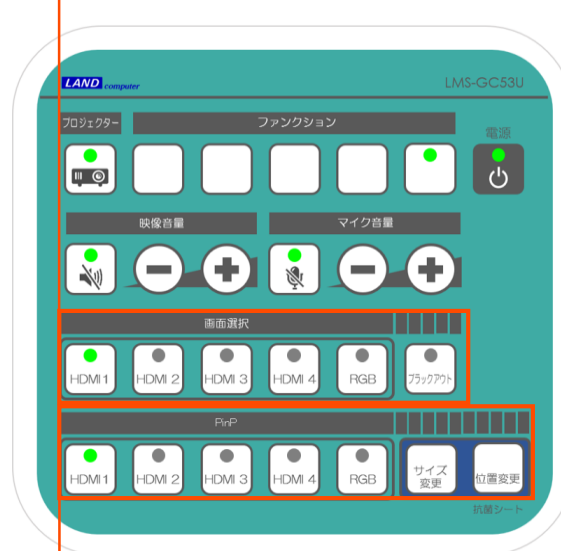 LAND computer
LMS-GC53U
プロジェクター
ファンクション
電源
映像音量
マイク音量
画面選択
HDMI 1
HDMI 2
HDMI 3
HDMI 4
RGB
ブラックアウト
PinP
HDMI 1
HDMI 2
HDMI 3
HDMI 4
RGB
サイズ
変更
位置変更
抗菌シート